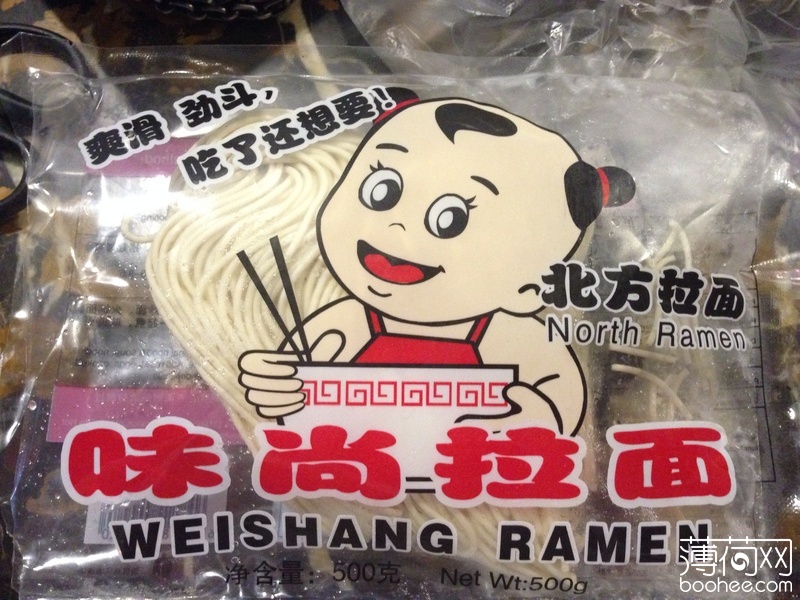 爽滑 劲斗，
吃了还想要！
北方拉面
North Ramen
味尚拉面
WEISHANG RAMEN
净含量：500克 Net Wt:500g
薄荷网
boohee.com